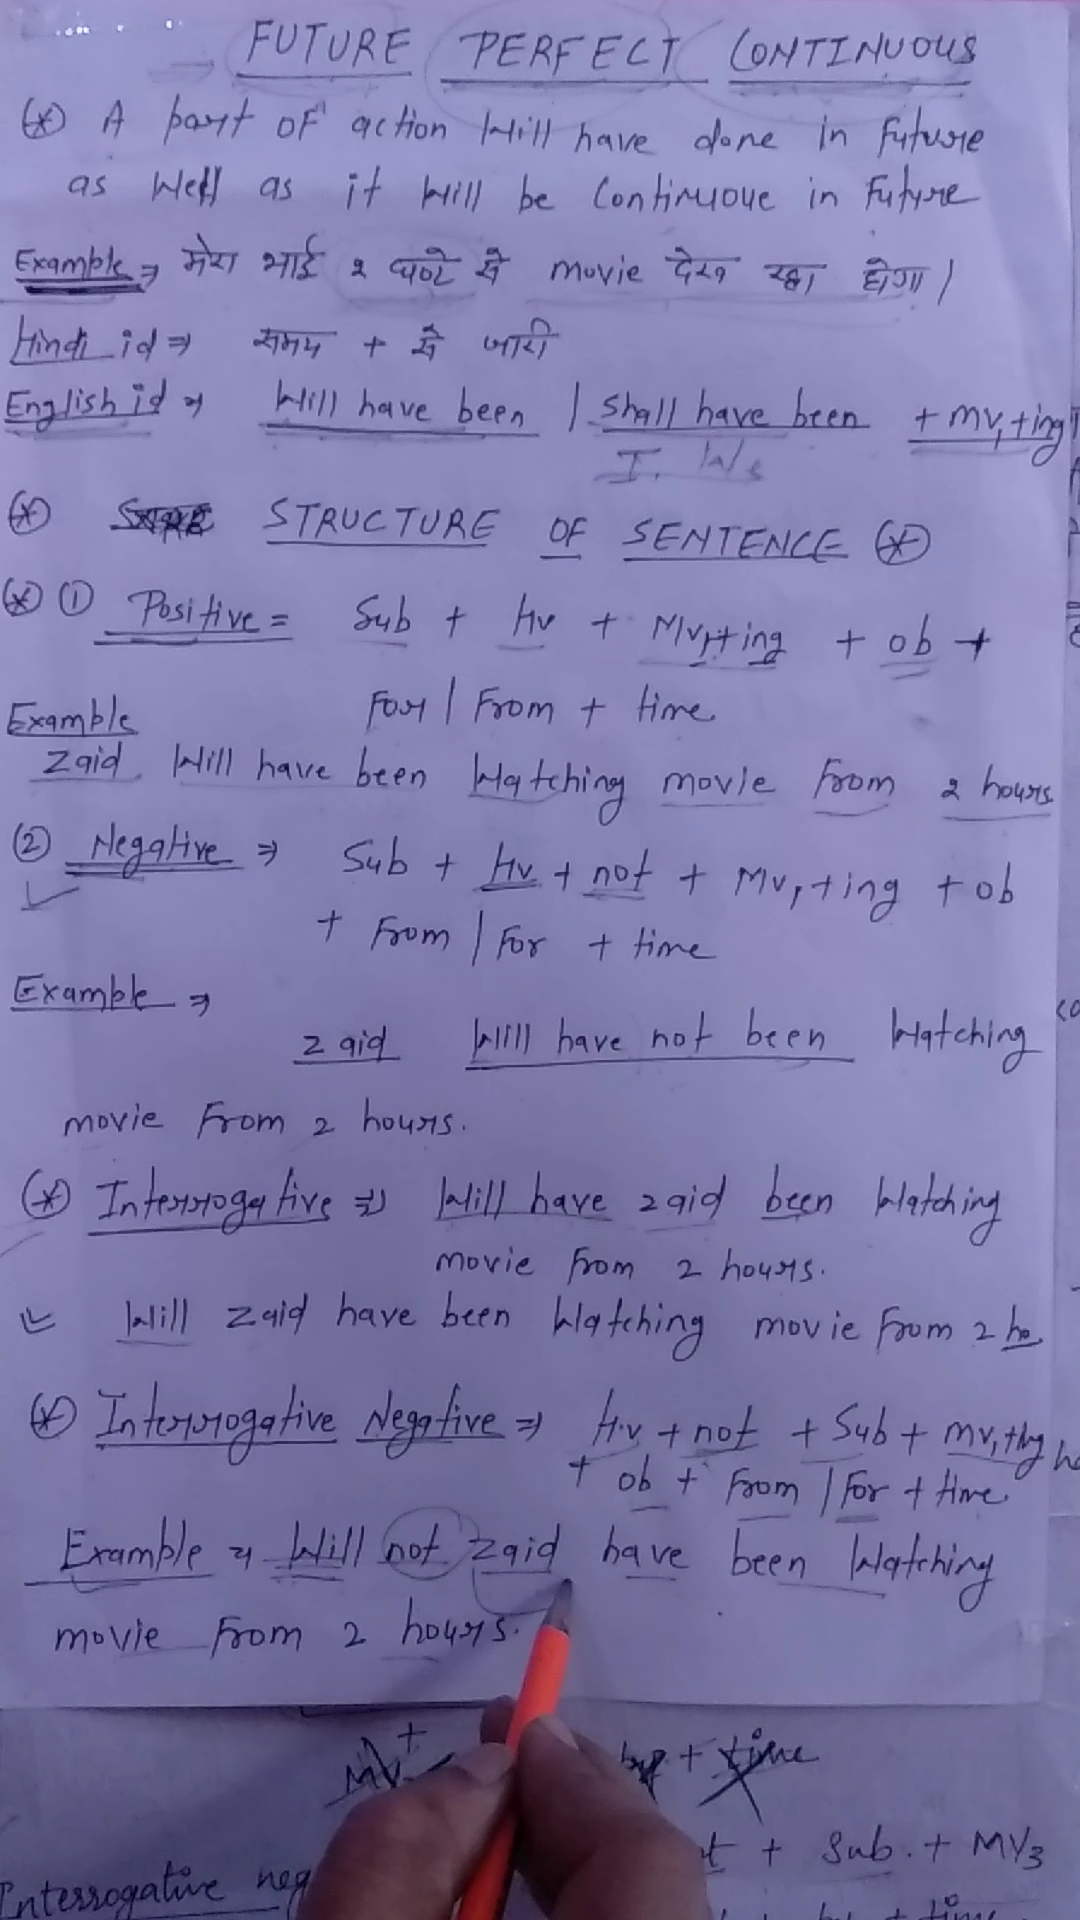 FUTURE PERFECT CONTINUOUS
A part OF action Will have done in Future
as Well as it Will be Continuoue in Future
Examble ⇒ मेरा भाई २ घण्टे से movie देख रहा होगा।
Hindi id ⇒ समय + से जारी
English id ⇒ Will have been | Shall have been + MV1+ing
I. We
STRUCTURE OF SENTENCE
① Positive = Sub + Hv + MV1+ing + ob +
For | From + time.
Examble
Zaid Will have been Watching movie From 2 hours.
② Negative ⇒ Sub + Hv + not + MV1+ing + ob
+ From | For + time
Examble ⇒
Zaid Will have not been Watching
movie From 2 hours.
Interrogative ⇒ Will have zaid been Watching
movie From 2 hours.
Will zaid have been Watching movie From 2 ho
Interrogative Negative ⇒ H.v + not + Sub + MV1+ing
+ ob + From | For + time
Examble ⇒ Will not zaid have been Watching
movie From 2 hours.
+ time
+ Sub. + MV3
Interrogative neg